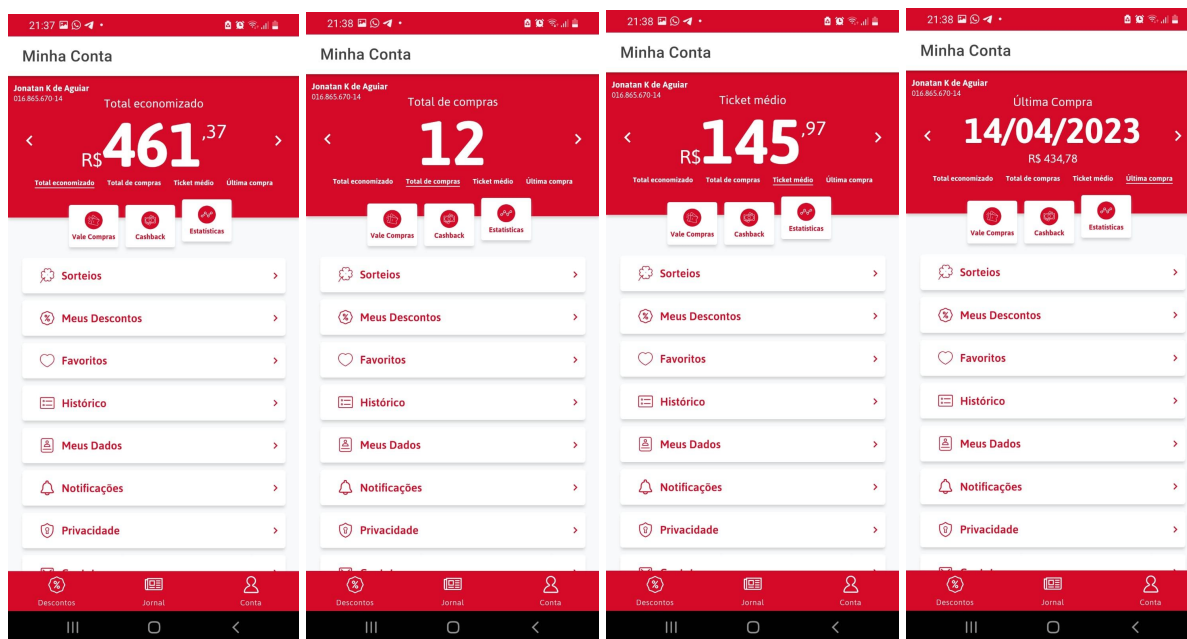 21:37
Minha Conta
Jonatan K de Aguiar
016.865.670-14
Total economizado
R$461,37
Total economizado Total de compras Ticket médio Última compra
Vale Compras Cashback Estatísticas
Sorteios
Meus Descontos
Favoritos
Histórico
Meus Dados
Notificações
Privacidade
Descontos Jornal Conta
21:38
Minha Conta
Jonatan K de Aguiar
016.865.670-14
Total de compras
12
Total economizado Total de compras Ticket médio Última compra
Vale Compras Cashback Estatísticas
Sorteios
Meus Descontos
Favoritos
Histórico
Meus Dados
Notificações
Privacidade
Descontos Jornal Conta
21:38
Minha Conta
Jonatan K de Aguiar
016.865.670-14
Ticket médio
R$145,97
Total economizado Total de compras Ticket médio Última compra
Vale Compras Cashback Estatísticas
Sorteios
Meus Descontos
Favoritos
Histórico
Meus Dados
Notificações
Privacidade
Descontos Jornal Conta
21:38
Minha Conta
Jonatan K de Aguiar
016.865.670-14
Última Compra
14/04/2023
R$ 434,78
Total economizado Total de compras Ticket médio Última compra
Vale Compras Cashback Estatísticas
Sorteios
Meus Descontos
Favoritos
Histórico
Meus Dados
Notificações
Privacidade
Descontos Jornal Conta